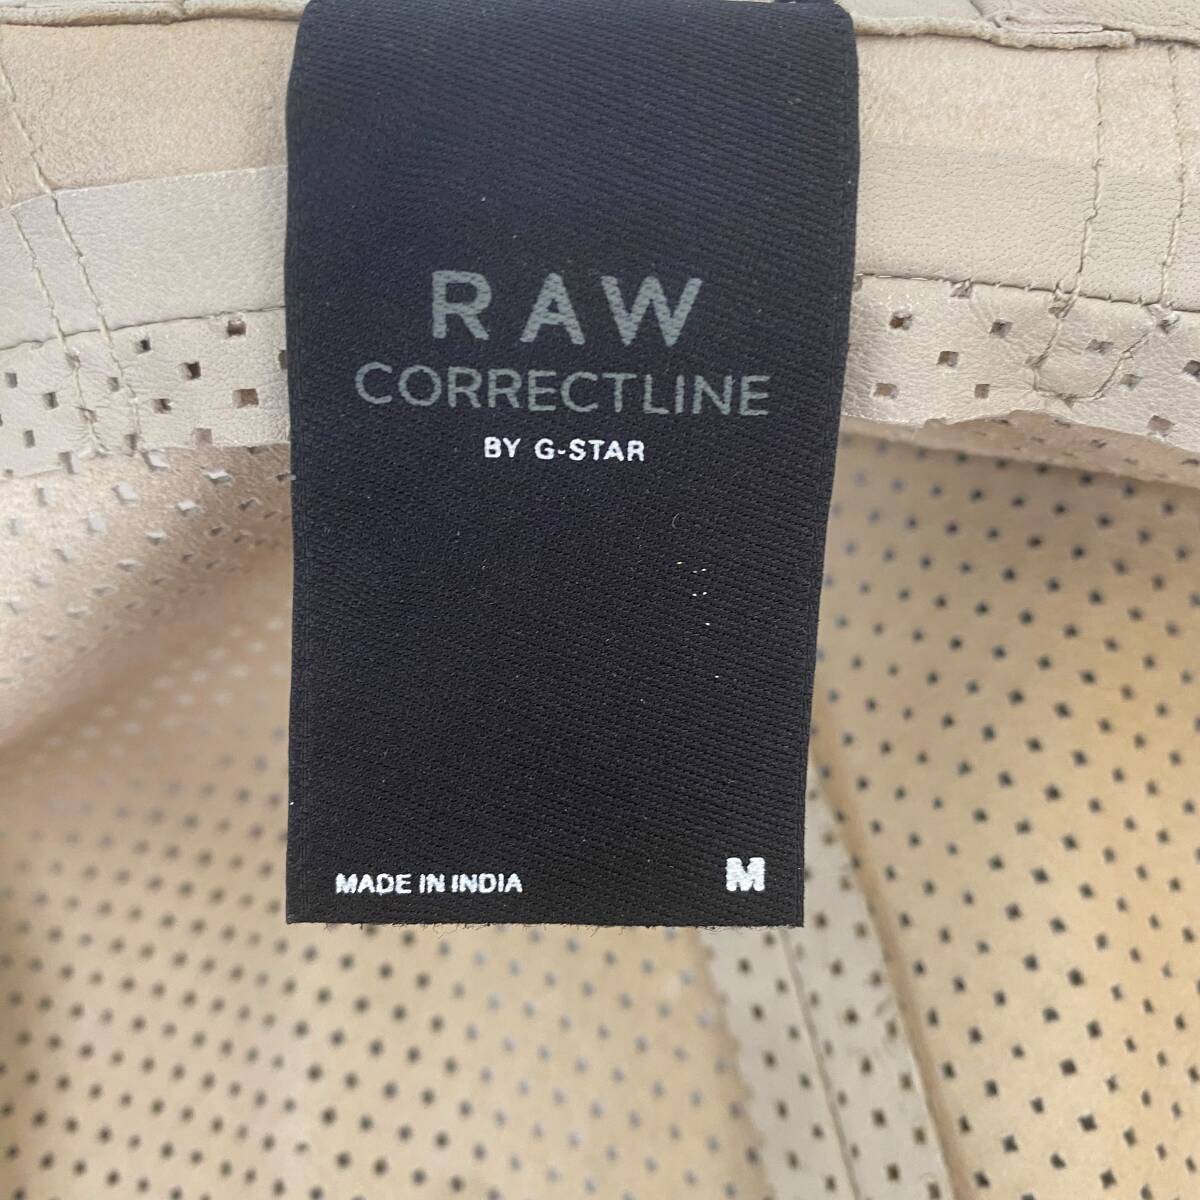 RAW
CORRECTLINE
BY G-STAR
MADE IN INDIA M